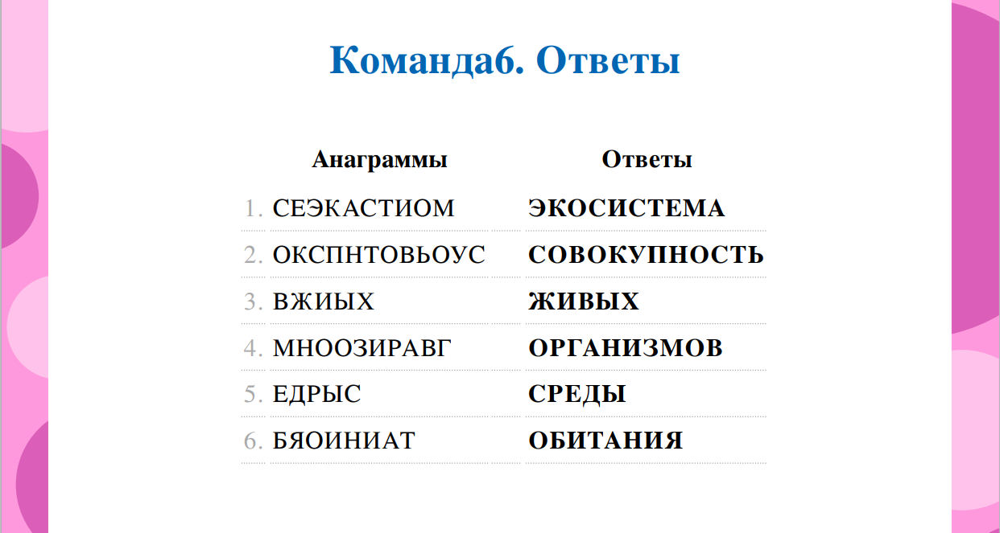 Команда6. Ответы
Анаграммы Ответы
1. СЕЭКАСТИОМ ЭКОСИСТЕМА
2. ОКСПНТОВЬОУС СОВОКУПНОСТЬ
3. ВЖИЫХ ЖИВЫХ
4. МНООЗИРАВГ ОРГАНИЗМОВ
5. ЕДРЫС СРЕДЫ
6. БЯОИНИАТ ОБИТАНИЯ